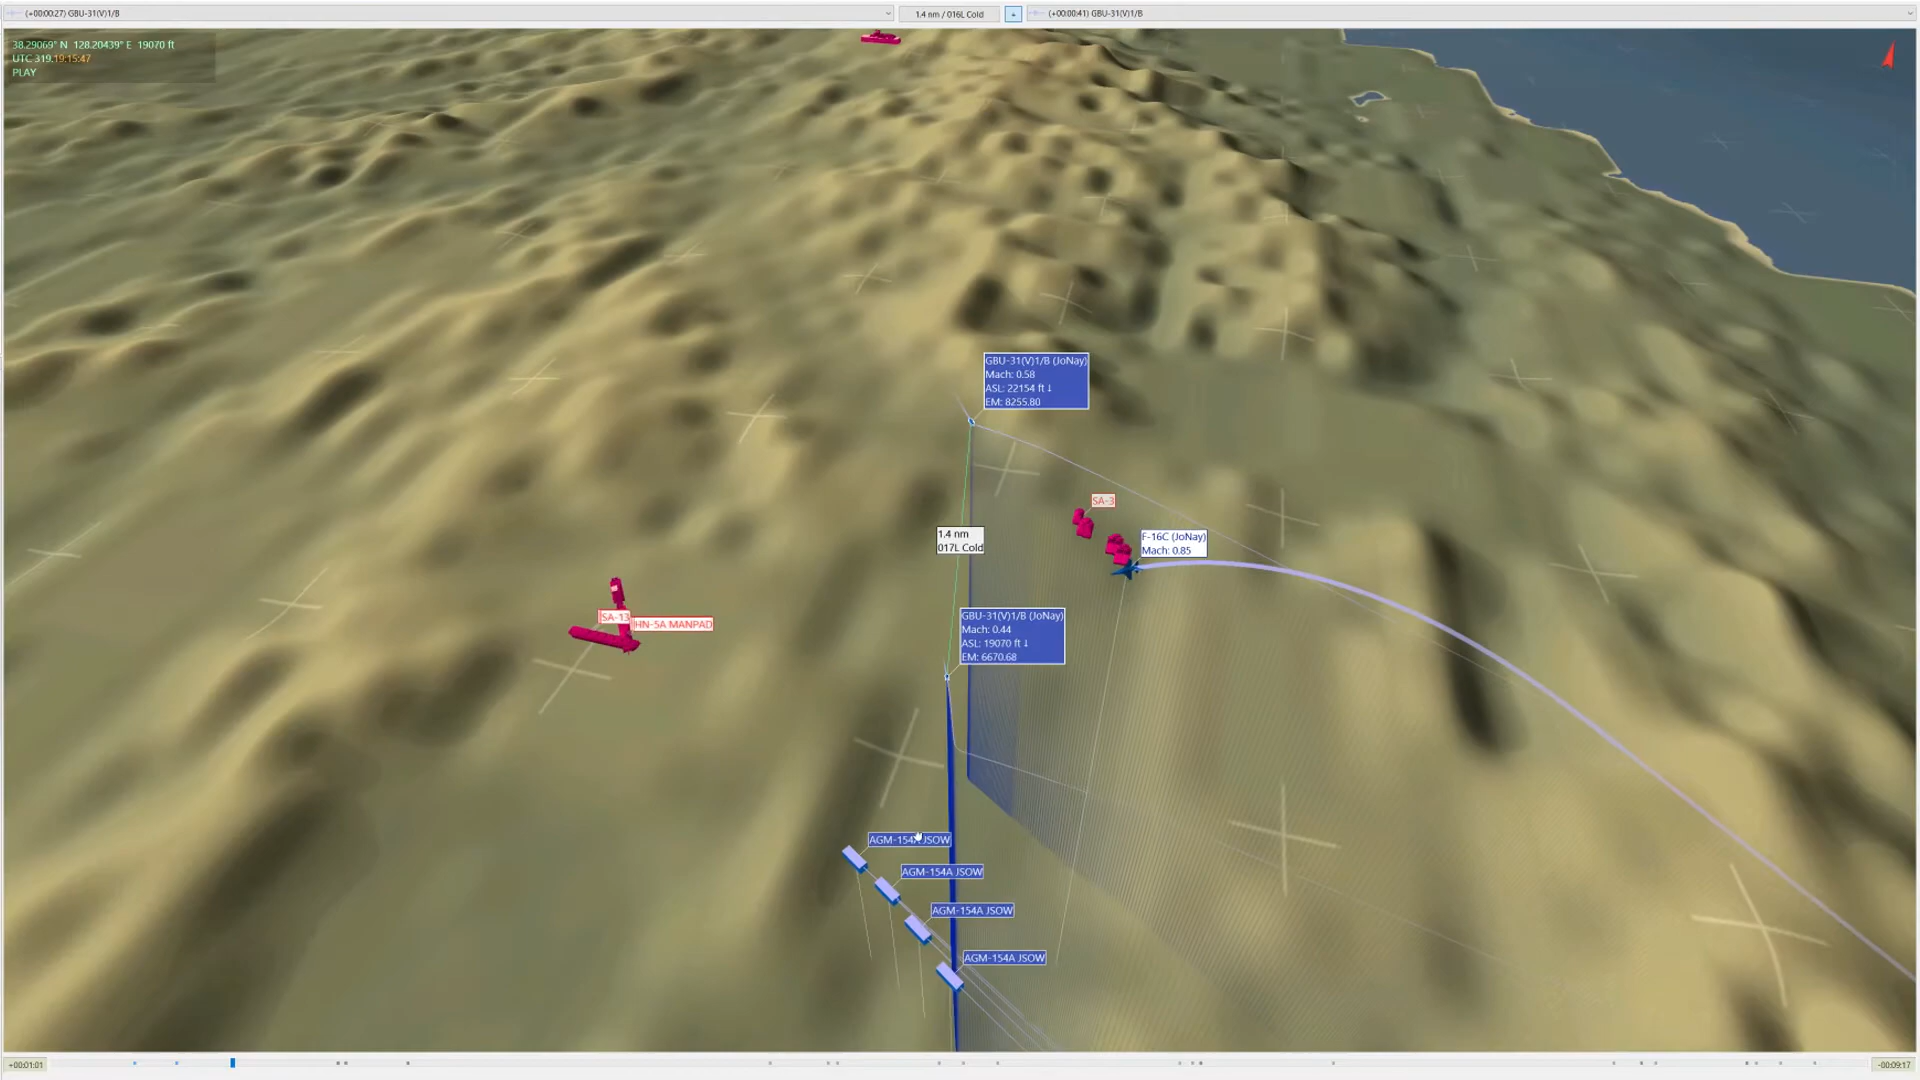 (+00:00:27) GBU-31(V)1/B
1.4 nm / 016L Cold
(+00:00:41) GBU-31(V)1/B
38.29069° N 128.20439° E 19070 ft
UTC 319.19:15:47
PLAY
GBU-31(V)1/B (JoNay)
Mach: 0.58
ASL: 22154 ft ↓
EM: 8255.80
SA-3
1.4 nm
017L Cold
F-16C (JoNay)
Mach: 0.85
SA-13
HN-5A MANPAD
GBU-31(V)1/B (JoNay)
Mach: 0.44
ASL: 19070 ft ↓
EM: 6670.68
AGM-154A JSOW
AGM-154A JSOW
AGM-154A JSOW
AGM-154A JSOW
+00:01:01
-00:09:17